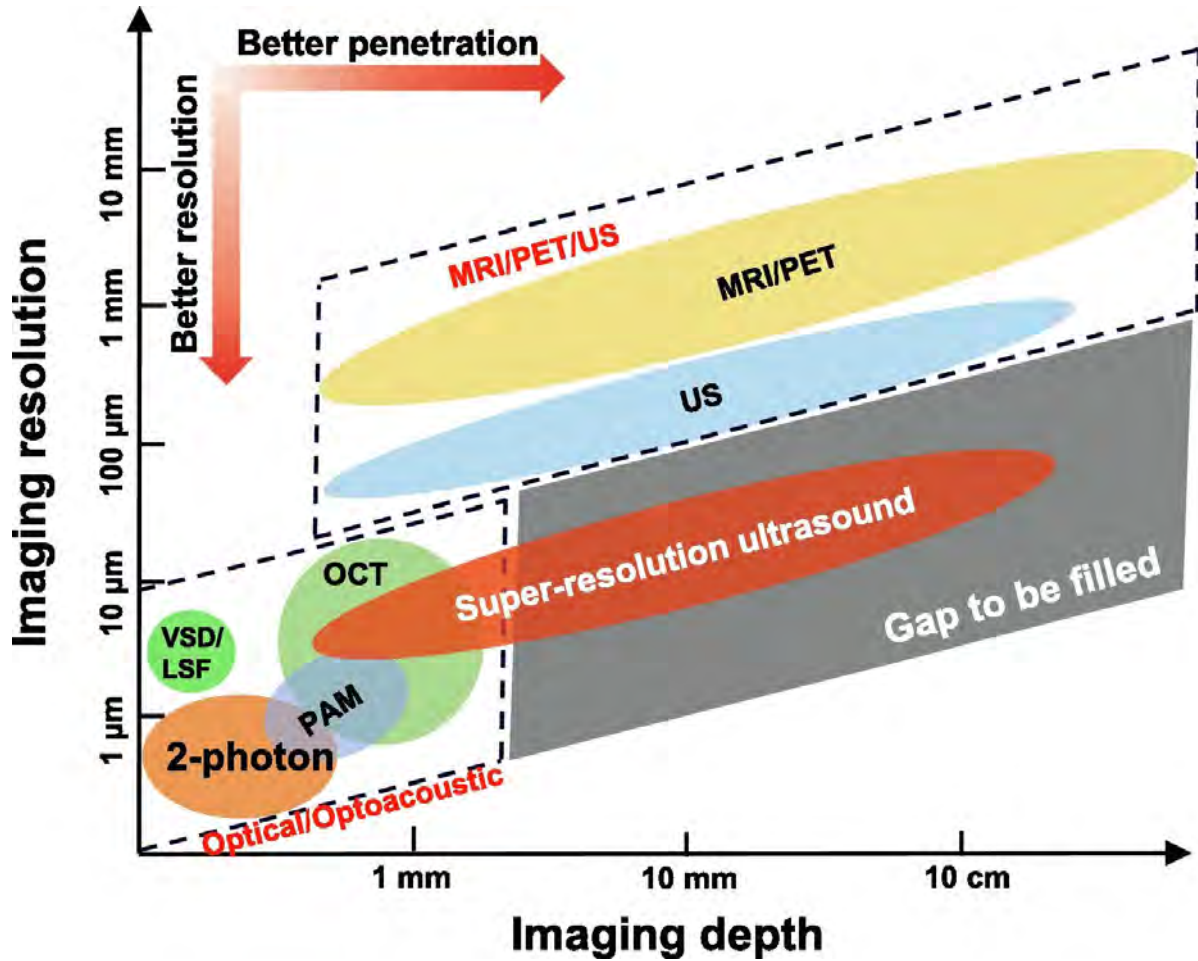 Better penetration
Better resolution
Imaging resolution
10 mm
1 mm
100 µm
10 µm
1 µm
MRI/PET/US
MRI/PET
US
OCT
Super-resolution ultrasound
Gap to be filled
VSD/
LSF
PAM
2-photon
Optical/Optoacoustic
1 mm
10 mm
10 cm
Imaging depth